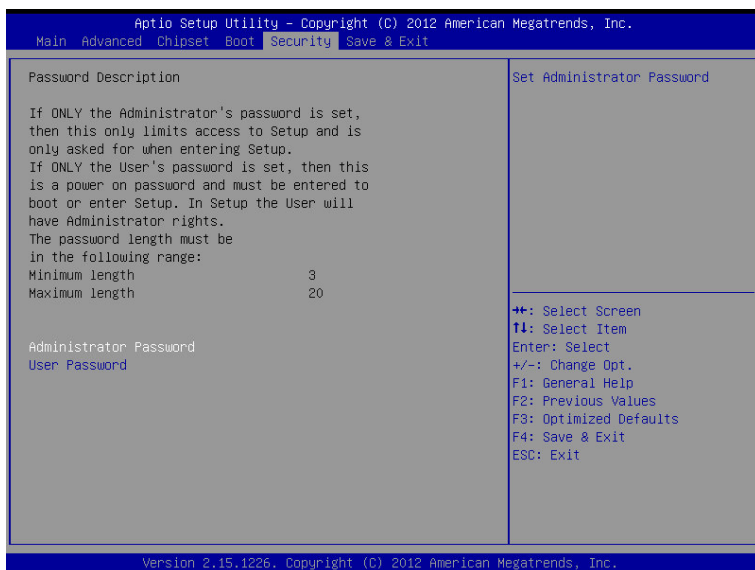 Aptio Setup Utility – Copyright (C) 2012 American Megatrends, Inc.
Main Advanced Chipset Boot Security Save & Exit
Password Description
If ONLY the Administrator's password is set,
then this only limits access to Setup and is
only asked for when entering Setup.
If ONLY the User's password is set, then this
is a power on password and must be entered to
boot or enter Setup. In Setup the User will
have Administrator rights.
The password length must be
in the following range:
Minimum length 3
Maximum length 20
Administrator Password
User Password
Set Administrator Password
→←: Select Screen
↑↓: Select Item
Enter: Select
+/-: Change Opt.
F1: General Help
F2: Previous Values
F3: Optimized Defaults
F4: Save & Exit
ESC: Exit
Version 2.15.1226. Copyright (C) 2012 American Megatrends, Inc.